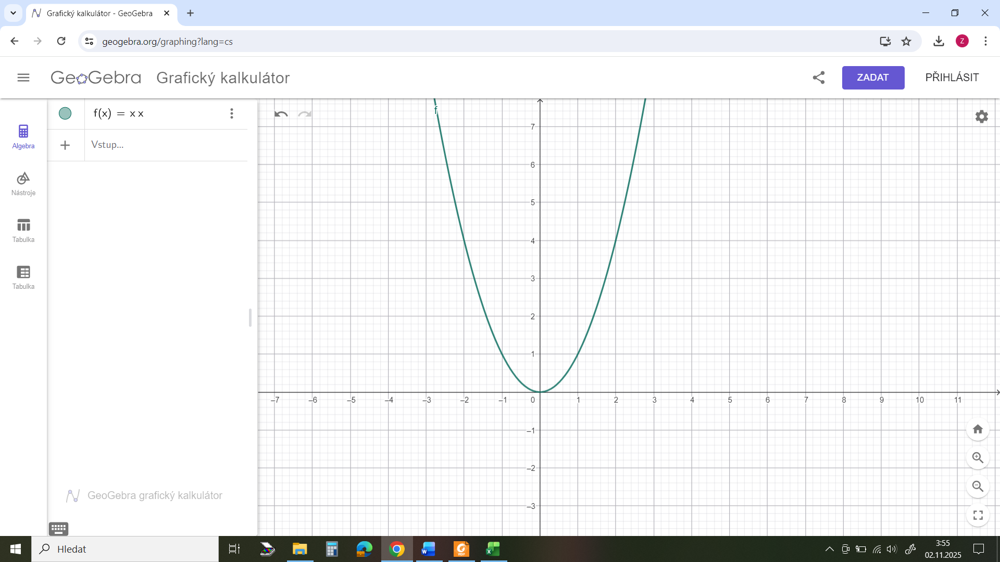 Grafický kalkulátor - GeoGebra
geogebra.org/graphing?lang=cs
Z
GeoGebra Grafický kalkulátor
ZADAT
PŘIHLÁSIT
Algebra
Nástroje
Tabulka
Tabulka
f(x) = x x
Vstup...
GeoGebra grafický kalkulátor
f
7
6
5
4
3
2
1
–7 –6 –5 –4 –3 –2 –1 0 1 2 3 4 5 6 7 8 9 10 11
–1
–2
–3
Hledat
W
PDF
X
3:55
02.11.2025